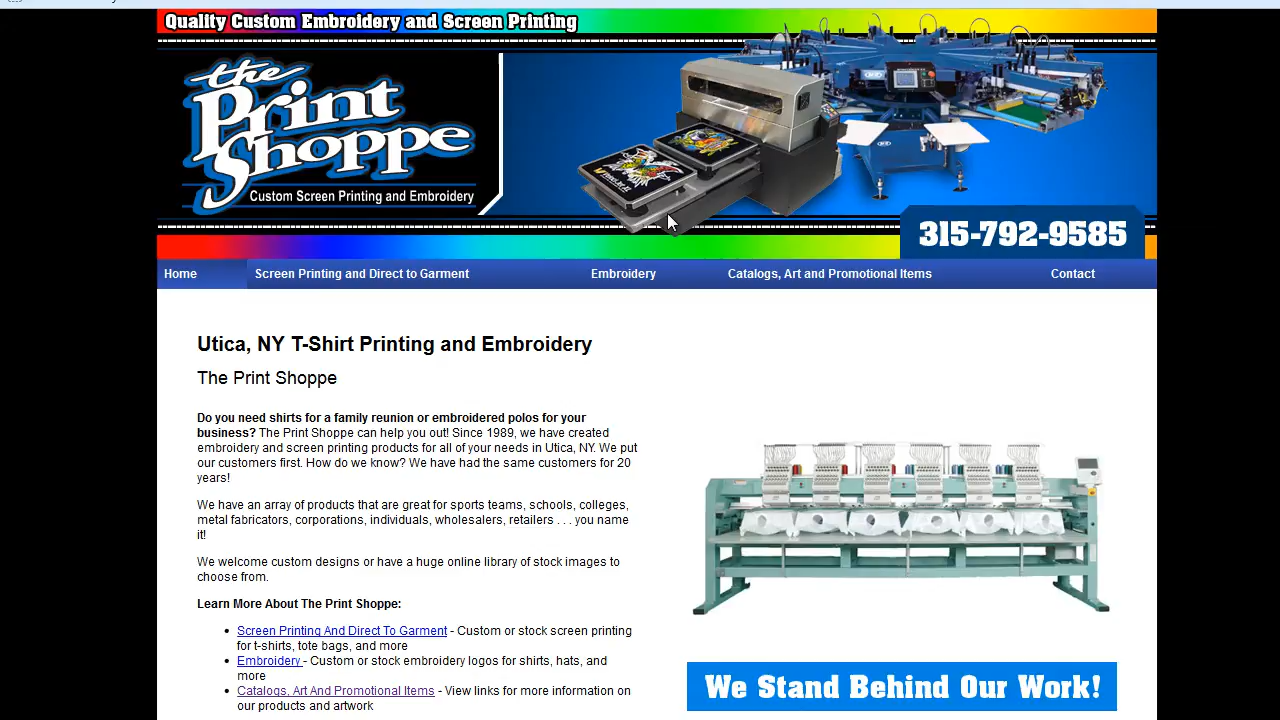 Quality Custom Embroidery and Screen Printing
the
Print
Shoppe
Custom Screen Printing and Embroidery
315-792-9585
Home
Screen Printing and Direct to Garment
Embroidery
Catalogs, Art and Promotional Items
Contact
Utica, NY T-Shirt Printing and Embroidery
The Print Shoppe
Do you need shirts for a family reunion or embroidered polos for your
business? The Print Shoppe can help you out! Since 1989, we have created
embroidery and screen printing products for all of your needs in Utica, NY. We put
our customers first. How do we know? We have had the same customers for 20
years!
We have an array of products that are great for sports teams, schools, colleges,
metal fabricators, corporations, individuals, wholesalers, retailers . . . you name
it!
We welcome custom designs or have a huge online library of stock images to
choose from.
Learn More About The Print Shoppe:
• Screen Printing And Direct To Garment - Custom or stock screen printing
for t-shirts, tote bags, and more
• Embroidery - Custom or stock embroidery logos for shirts, hats, and
more
• Catalogs, Art And Promotional Items - View links for more information on
our products and artwork
We Stand Behind Our Work!